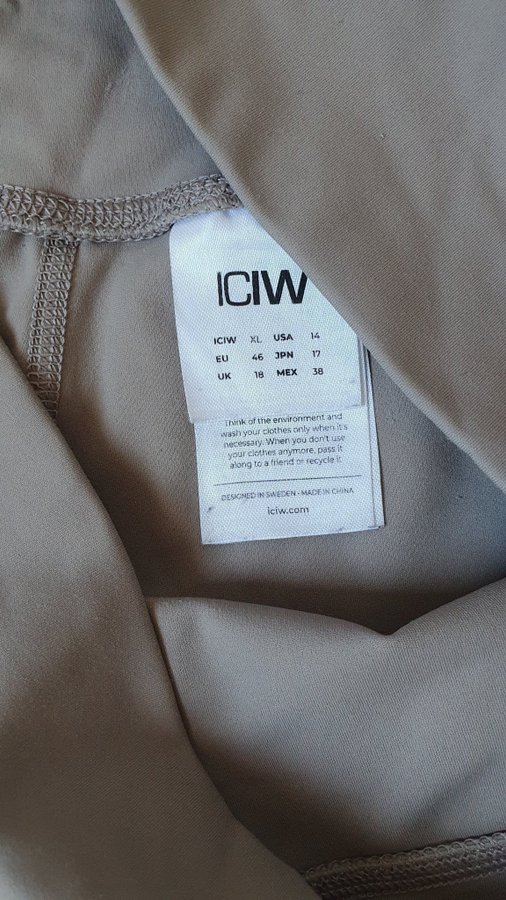 ICIW
ICIW XL USA 14
EU 46 JPN 17
UK 18 MEX 38
Think of the environment and
wash your clothes only when it's
necessary. When you don't use
your clothes anymore, pass it
along to a friend or recycle it
DESIGNED IN SWEDEN - MADE IN CHINA
iciw.com